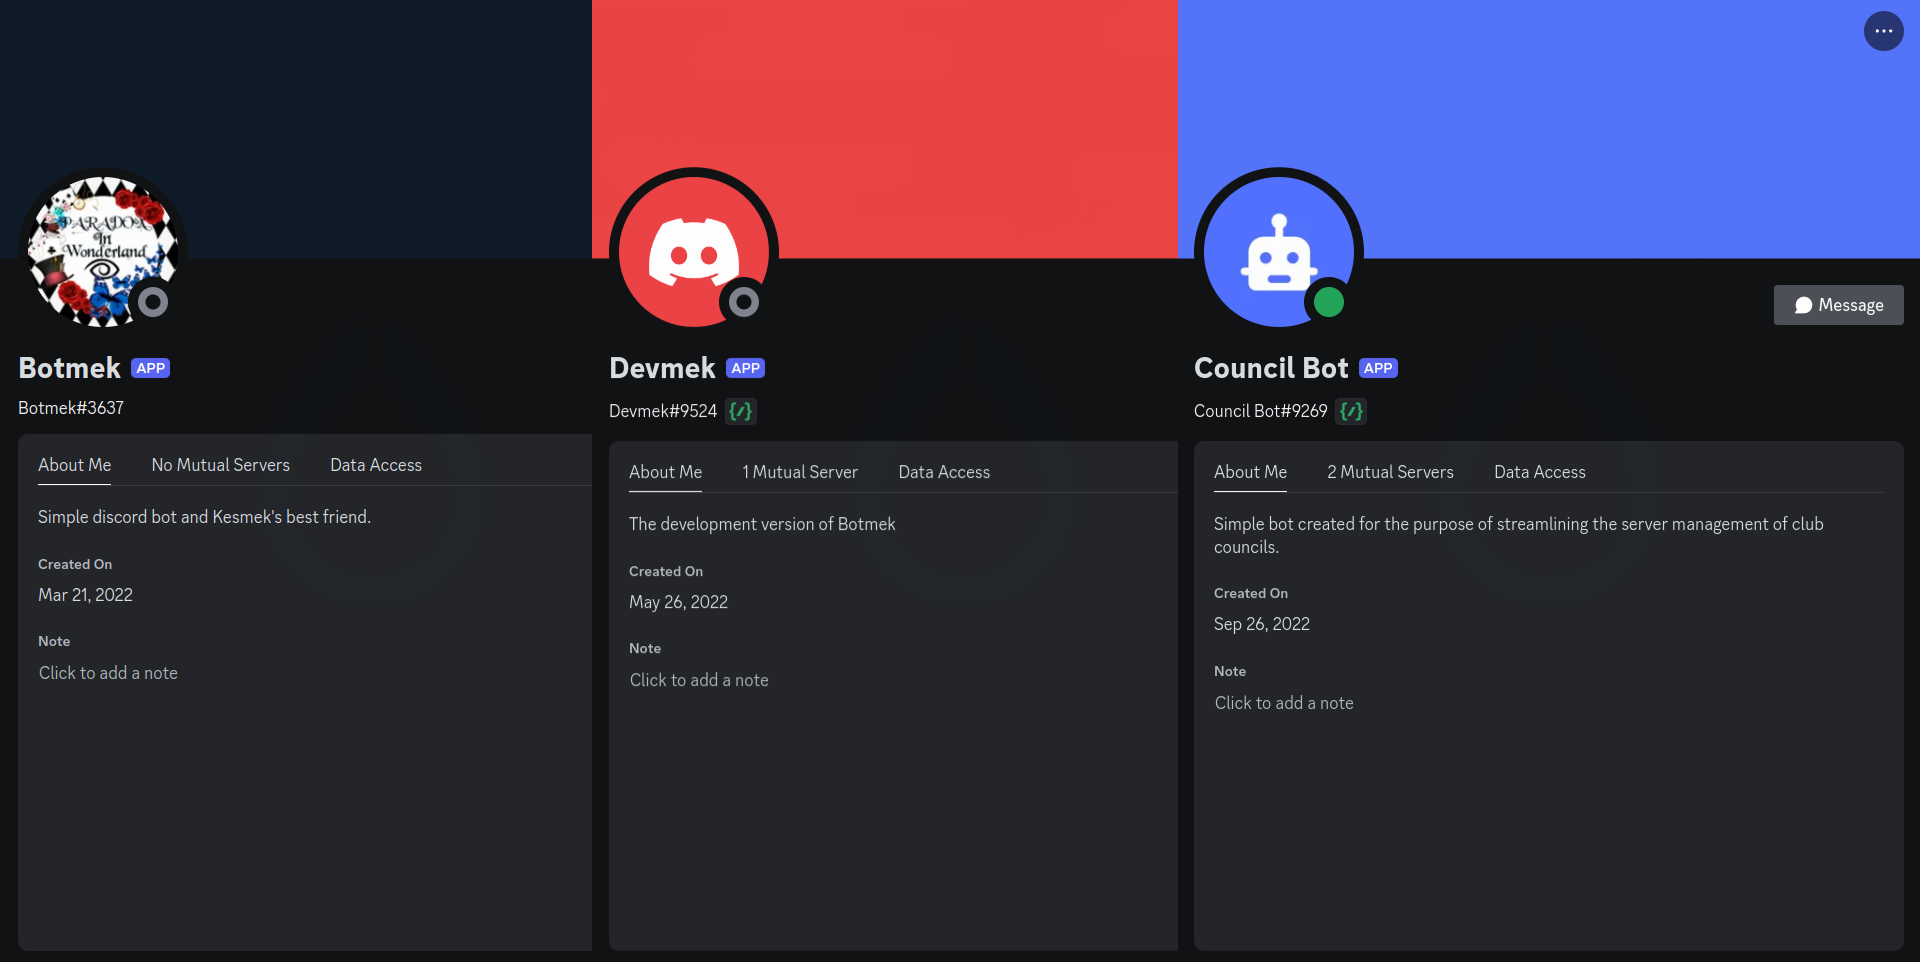 PARADOX
In
Wonderland
Botmek APP
Botmek#3637
About Me No Mutual Servers Data Access
Simple discord bot and Kesmek's best friend.
Created On
Mar 21, 2022
Note
Click to add a note
Devmek APP
Devmek#9524 {/}
About Me 1 Mutual Server Data Access
The development version of Botmek
Created On
May 26, 2022
Note
Click to add a note
Message
Council Bot APP
Council Bot#9269 {/}
About Me 2 Mutual Servers Data Access
Simple bot created for the purpose of streamlining the server management of club
councils.
Created On
Sep 26, 2022
Note
Click to add a note